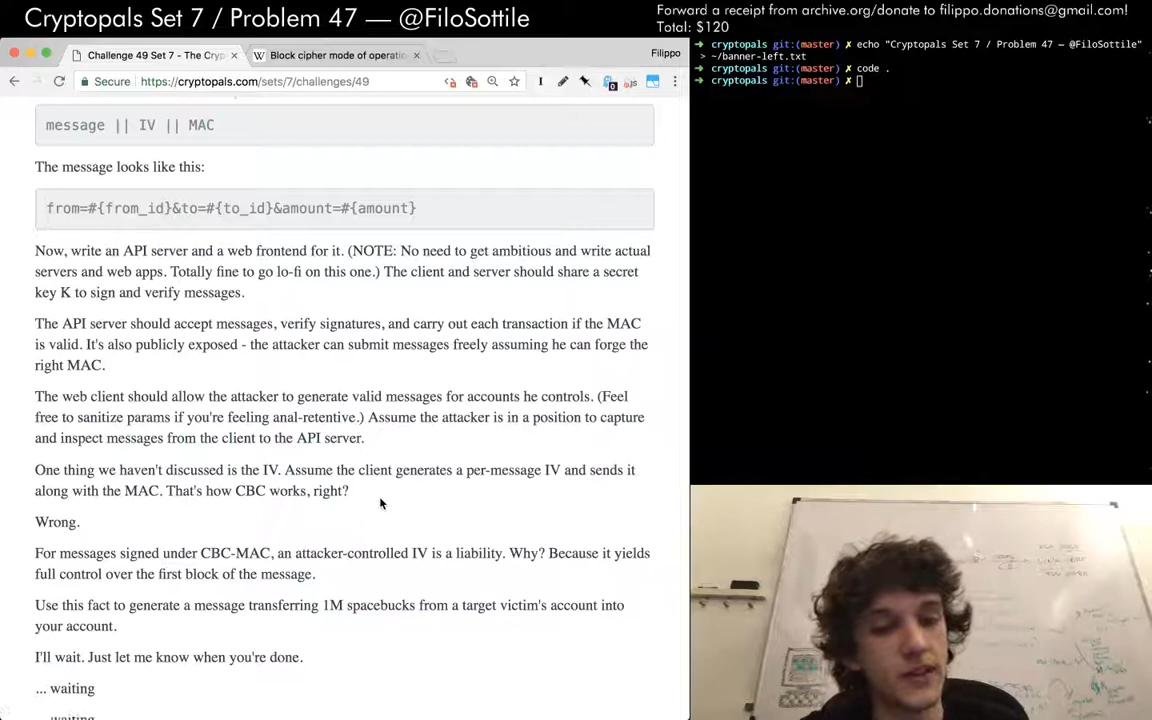 Cryptopals Set 7 / Problem 47 — @FiloSottile
Forward a receipt from archive.org/donate to filippo.donations@gmail.com!
Total: $120
Challenge 49 Set 7 - The Cryp
Block cipher mode of operatio
Filippo
Secure
https://cryptopals.com/sets/7/challenges/49
➜ cryptopals git:(master) ✗ echo "Cryptopals Set 7 / Problem 47 — @FiloSottile"
> ~/banner-left.txt
➜ cryptopals git:(master) ✗ code .
➜ cryptopals git:(master) ✗
message || IV || MAC
The message looks like this:
from=#{from_id}&to=#{to_id}&amount=#{amount}
Now, write an API server and a web frontend for it. (NOTE: No need to get ambitious and write actual
servers and web apps. Totally fine to go lo-fi on this one.) The client and server should share a secret
key K to sign and verify messages.
The API server should accept messages, verify signatures, and carry out each transaction if the MAC
is valid. It's also publicly exposed - the attacker can submit messages freely assuming he can forge the
right MAC.
The web client should allow the attacker to generate valid messages for accounts he controls. (Feel
free to sanitize params if you're feeling anal-retentive.) Assume the attacker is in a position to capture
and inspect messages from the client to the API server.
One thing we haven't discussed is the IV. Assume the client generates a per-message IV and sends it
along with the MAC. That's how CBC works, right?
Wrong.
For messages signed under CBC-MAC, an attacker-controlled IV is a liability. Why? Because it yields
full control over the first block of the message.
Use this fact to generate a message transferring 1M spacebucks from a target victim's account into
your account.
I'll wait. Just let me know when you're done.
... waiting
... waiting